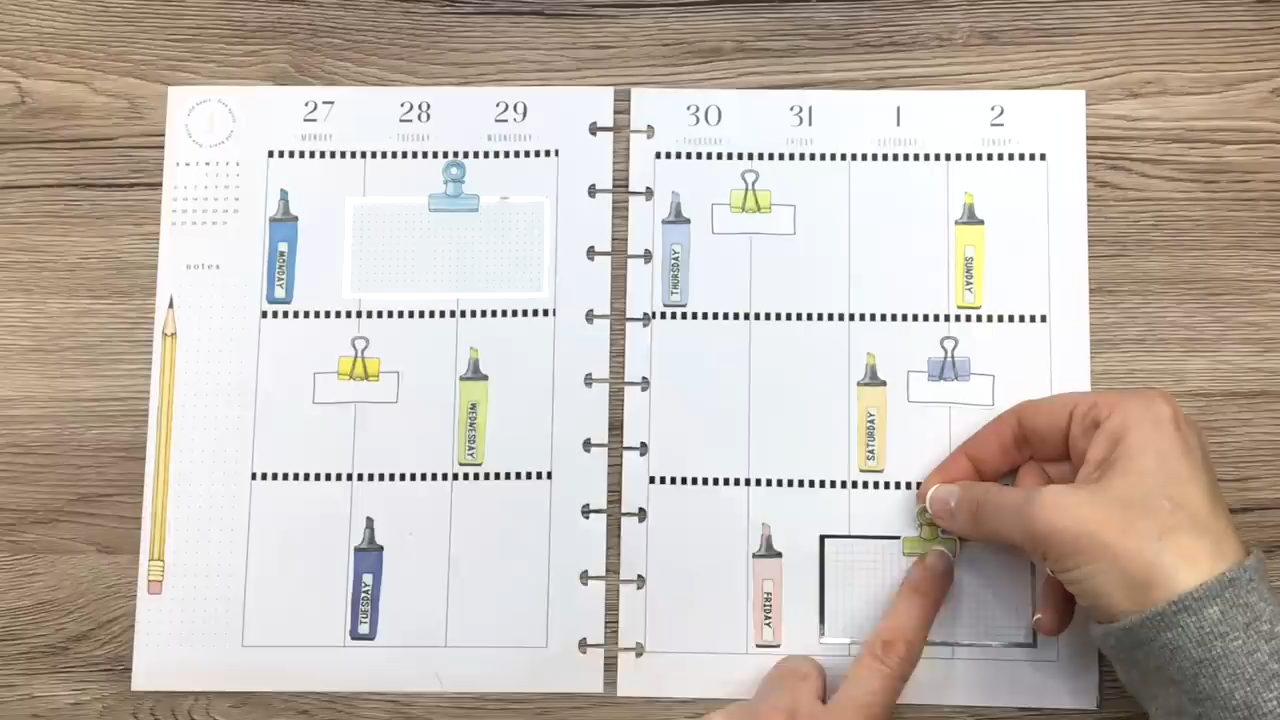 27
28
29
30
31
1
2
MONDAY
TUESDAY
WEDNESDAY
THURSDAY
FRIDAY
SATURDAY
SUNDAY
S M T W T F S
notes
MONDAY
THURSDAY
SUNDAY
WEDNESDAY
SATURDAY
TUESDAY
FRIDAY